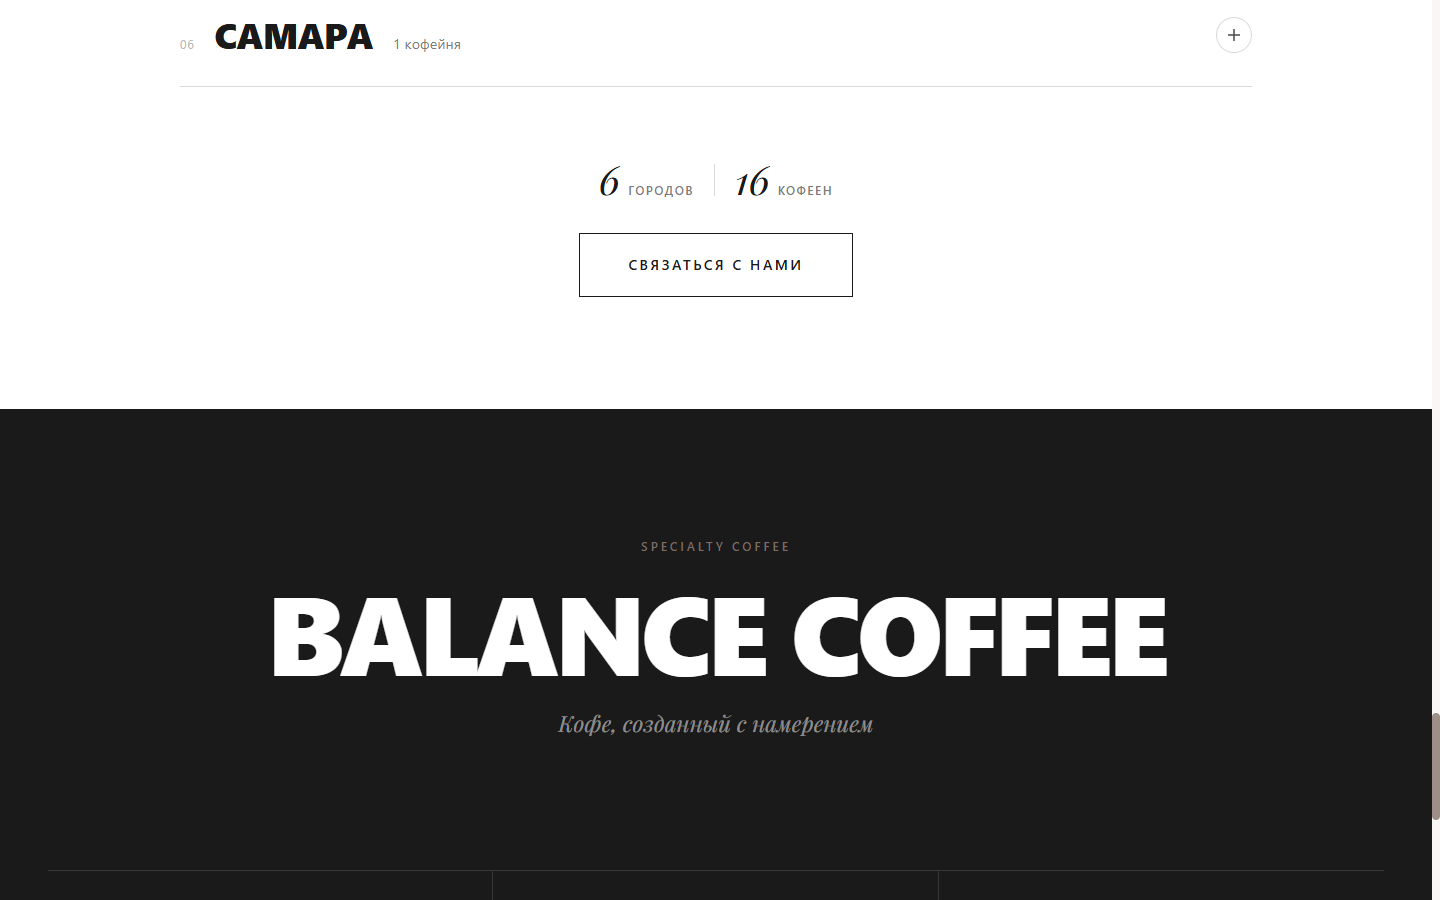 06 САМАРА 1 кофейня
6 ГОРОДОВ 16 КОФЕЕН
СВЯЗАТЬСЯ С НАМИ
SPECIALTY COFFEE
BALANCE COFFEE
Кофе, созданный с намерением